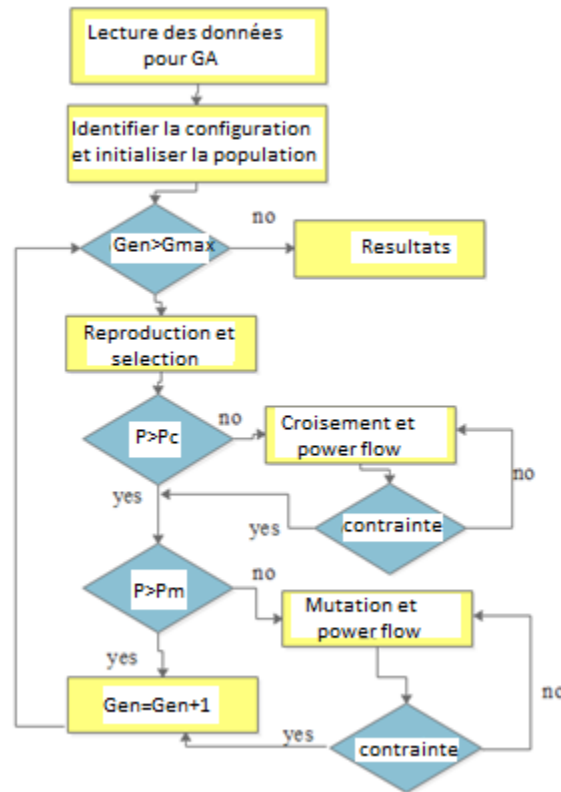 Lecture des données
pour GA
Identifier la configuration
et initialiser la population
Gen>Gmax
no
Resultats
Reproduction et
selection
P>Pc
no
Croisement et
power flow
no
yes
yes
contrainte
P>Pm
no
Mutation et
power flow
no
yes
Gen=Gen+1
yes
contrainte